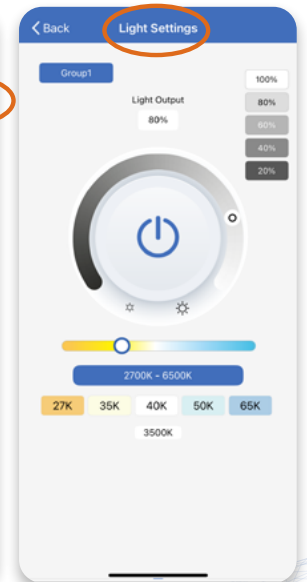 Back Light Settings
Group1
100%
Light Output
80%
80%
60%
40%
20%
2700K - 6500K
27K 35K 40K 50K 65K
3500K